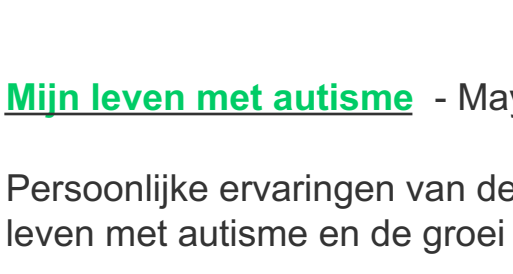 Mijn leven met autisme - May
Persoonlijke ervaringen van de
leven met autisme en de groei